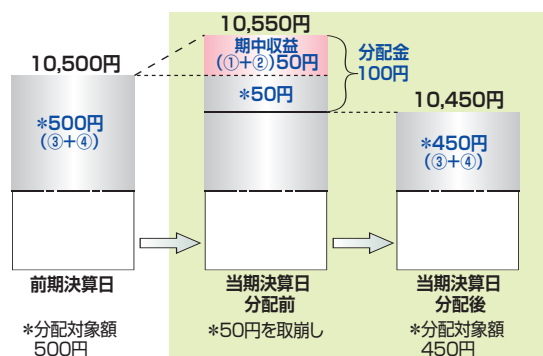 10,500円
*500円
(③+④)
前期決算日
*分配対象額
500円
10,550円
期中収益
(①+②)50円
*50円
分配金
100円
当期決算日
分配前
*50円を取崩し
10,450円
*450円
(③+④)
当期決算日
分配後
*分配対象額
450円